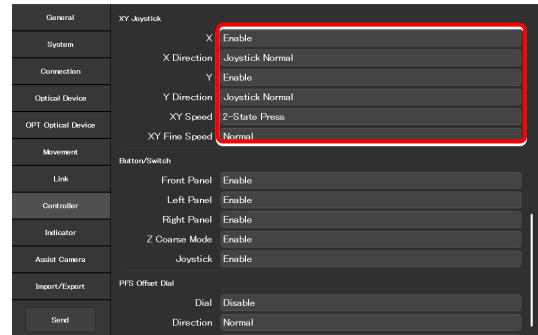 General
System
Connection
Optical Device
OPT Optical Device
Movement
Link
Controller
Indicator
Assist Camera
Import/Export
Send
XY Joystick
X Enable
X Direction Joystick Normal
Y Enable
Y Direction Joystick Normal
XY Speed 2-State Press
XY Fine Speed Normal
Button/Switch
Front Panel Enable
Left Panel Enable
Right Panel Enable
Z Coarse Mode Enable
Joystick Enable
PFS Offset Dial
Dial Disable
Direction Normal